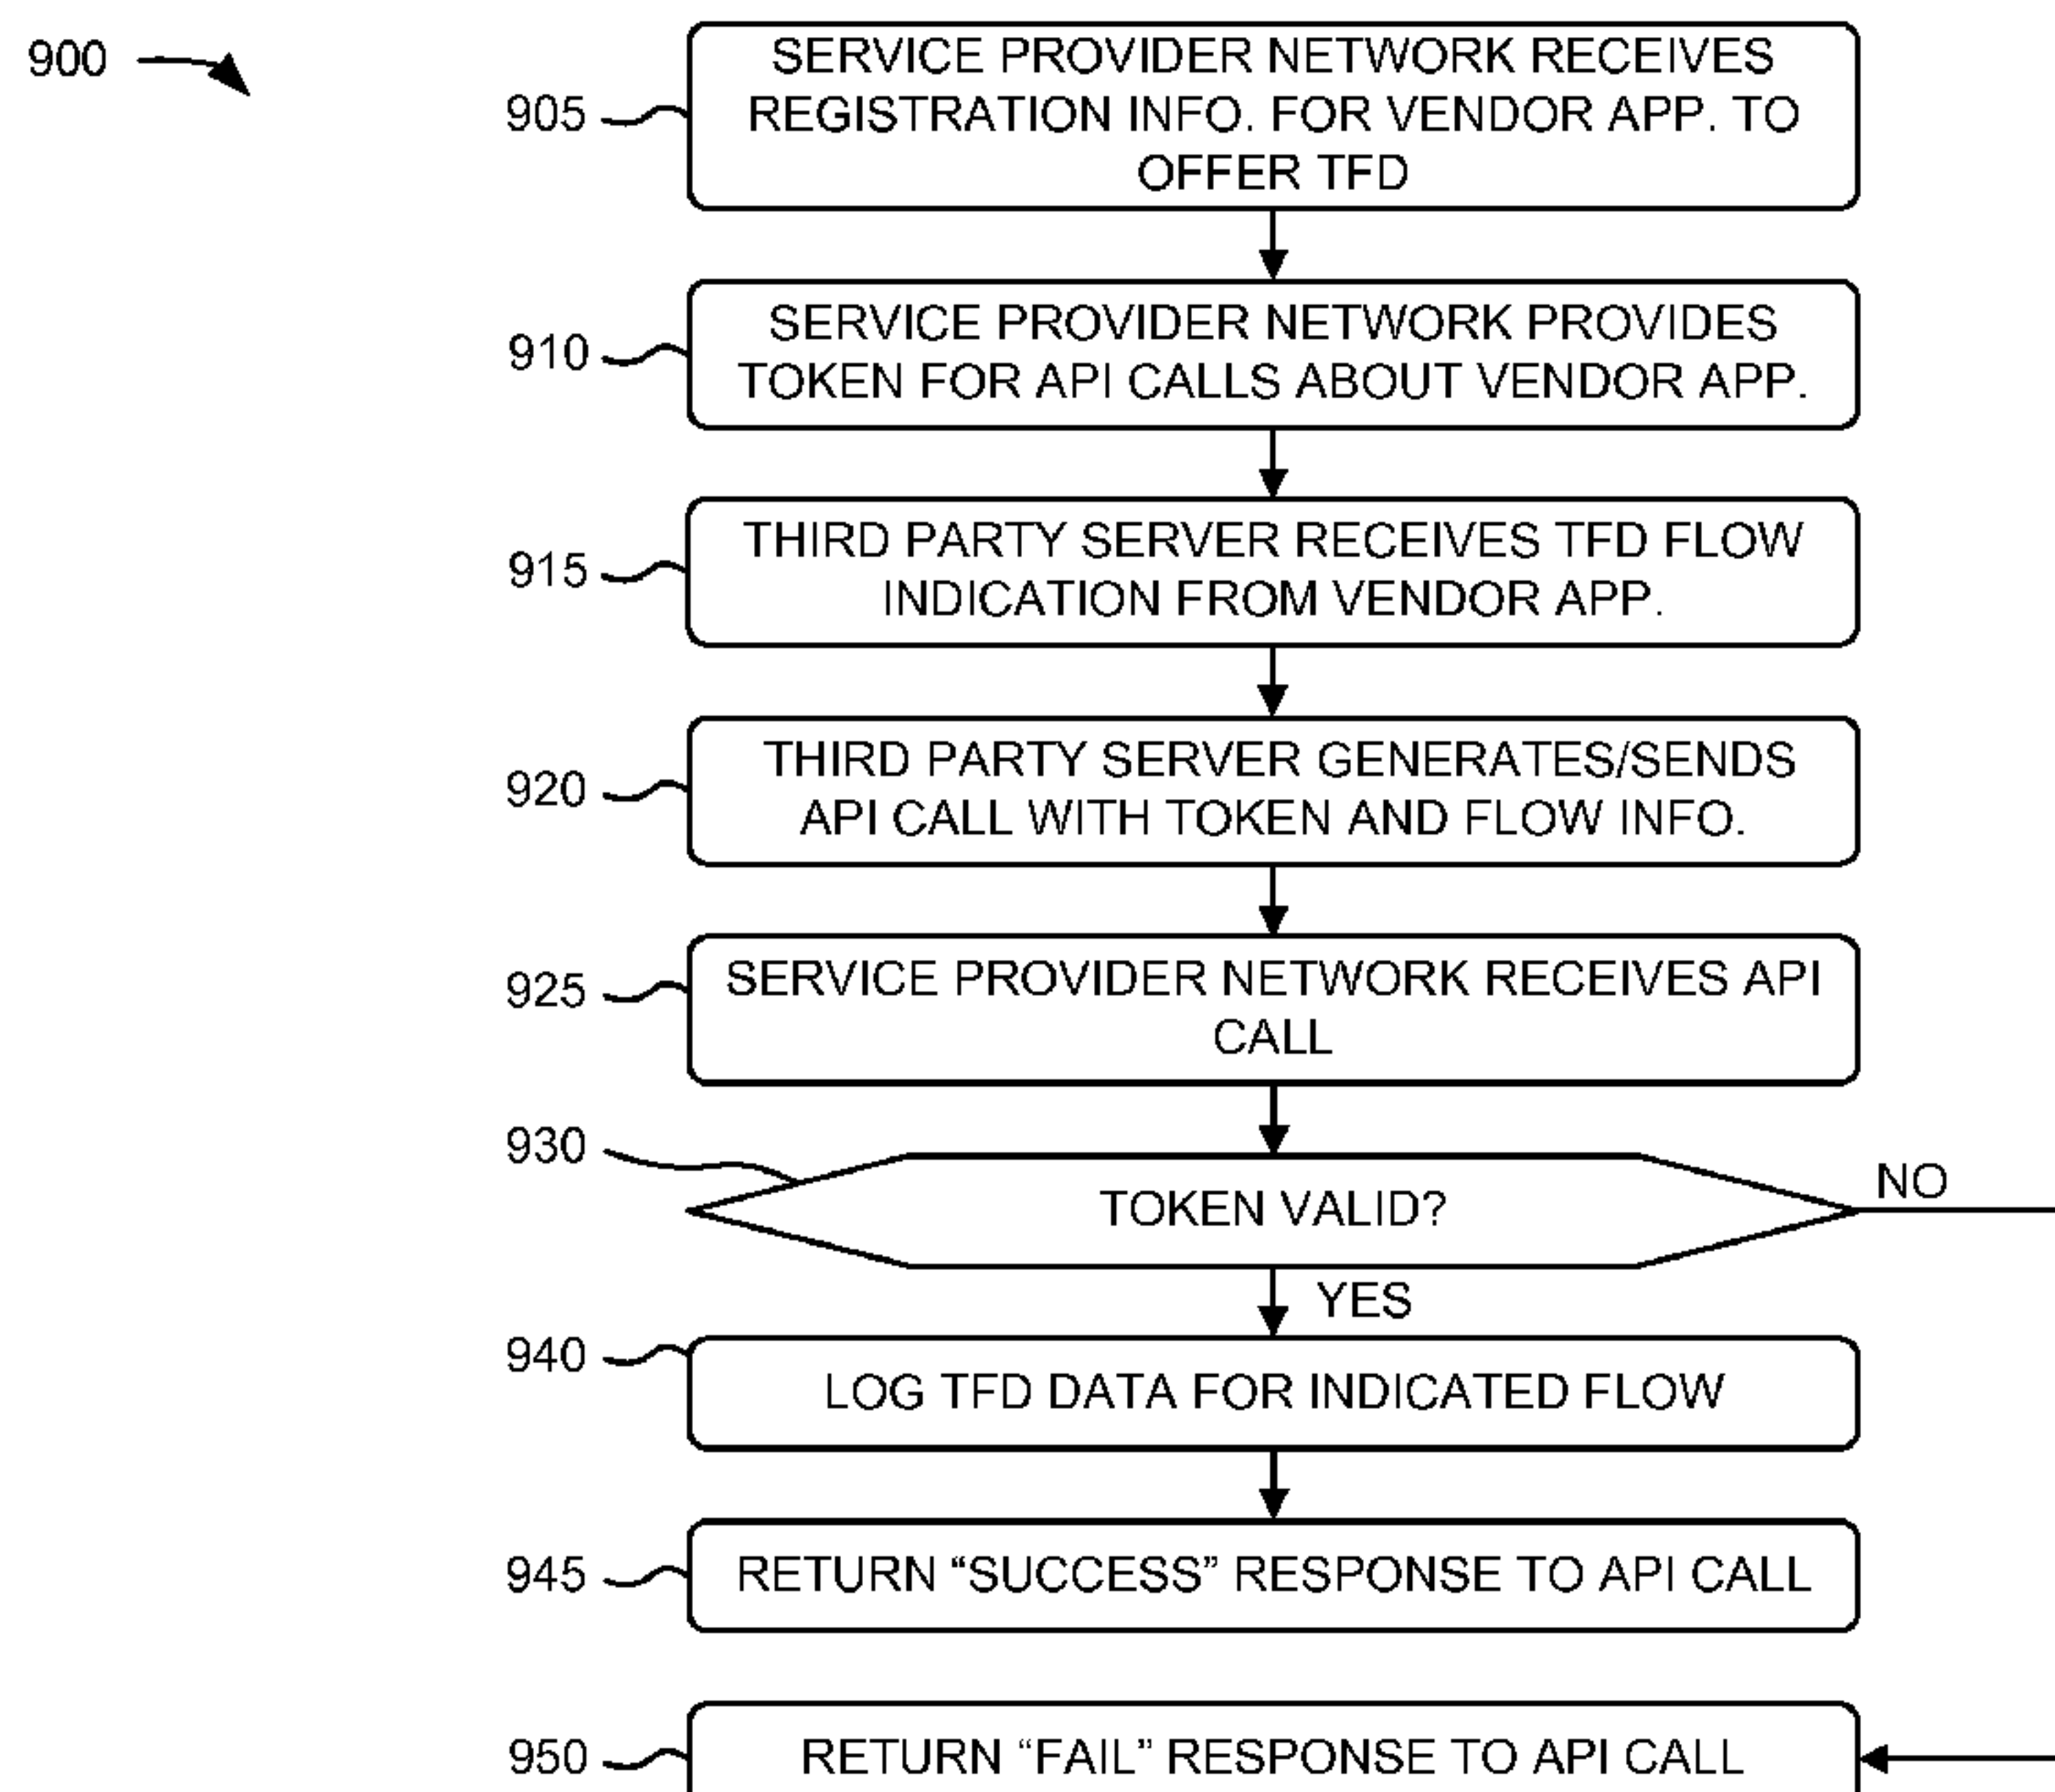 900
SERVICE PROVIDER NETWORK RECEIVES
REGISTRATION INFO. FOR VENDOR APP. TO
OFFER TFD
905
SERVICE PROVIDER NETWORK PROVIDES
TOKEN FOR API CALLS ABOUT VENDOR APP.
910
THIRD PARTY SERVER RECEIVES TFD FLOW
INDICATION FROM VENDOR APP.
915
THIRD PARTY SERVER GENERATES/SENDS
API CALL WITH TOKEN AND FLOW INFO.
920
SERVICE PROVIDER NETWORK RECEIVES API
CALL
925
930
TOKEN VALID?
NO
YES
940
LOG TFD DATA FOR INDICATED FLOW
945
RETURN “SUCCESS” RESPONSE TO API CALL
950
RETURN “FAIL” RESPONSE TO API CALL